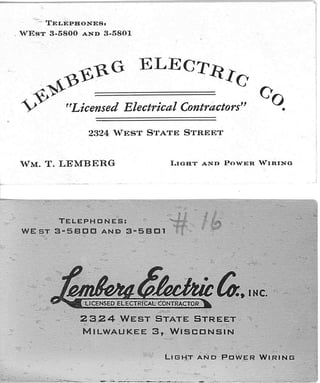 TELEPHONES:
WEST 3-5800 AND 3-5801
LEMBERG ELECTRIC CO.
"Licensed Electrical Contractors"
2324 WEST STATE STREET
WM. T. LEMBERG LIGHT AND POWER WIRING
TELEPHONES:
WEST 3-5800 AND 3-5801
#16
Lemberg Electric Co., INC.
LICENSED ELECTRICAL CONTRACTOR
2324 WEST STATE STREET
MILWAUKEE 3, WISCONSIN
LIGHT AND POWER WIRING